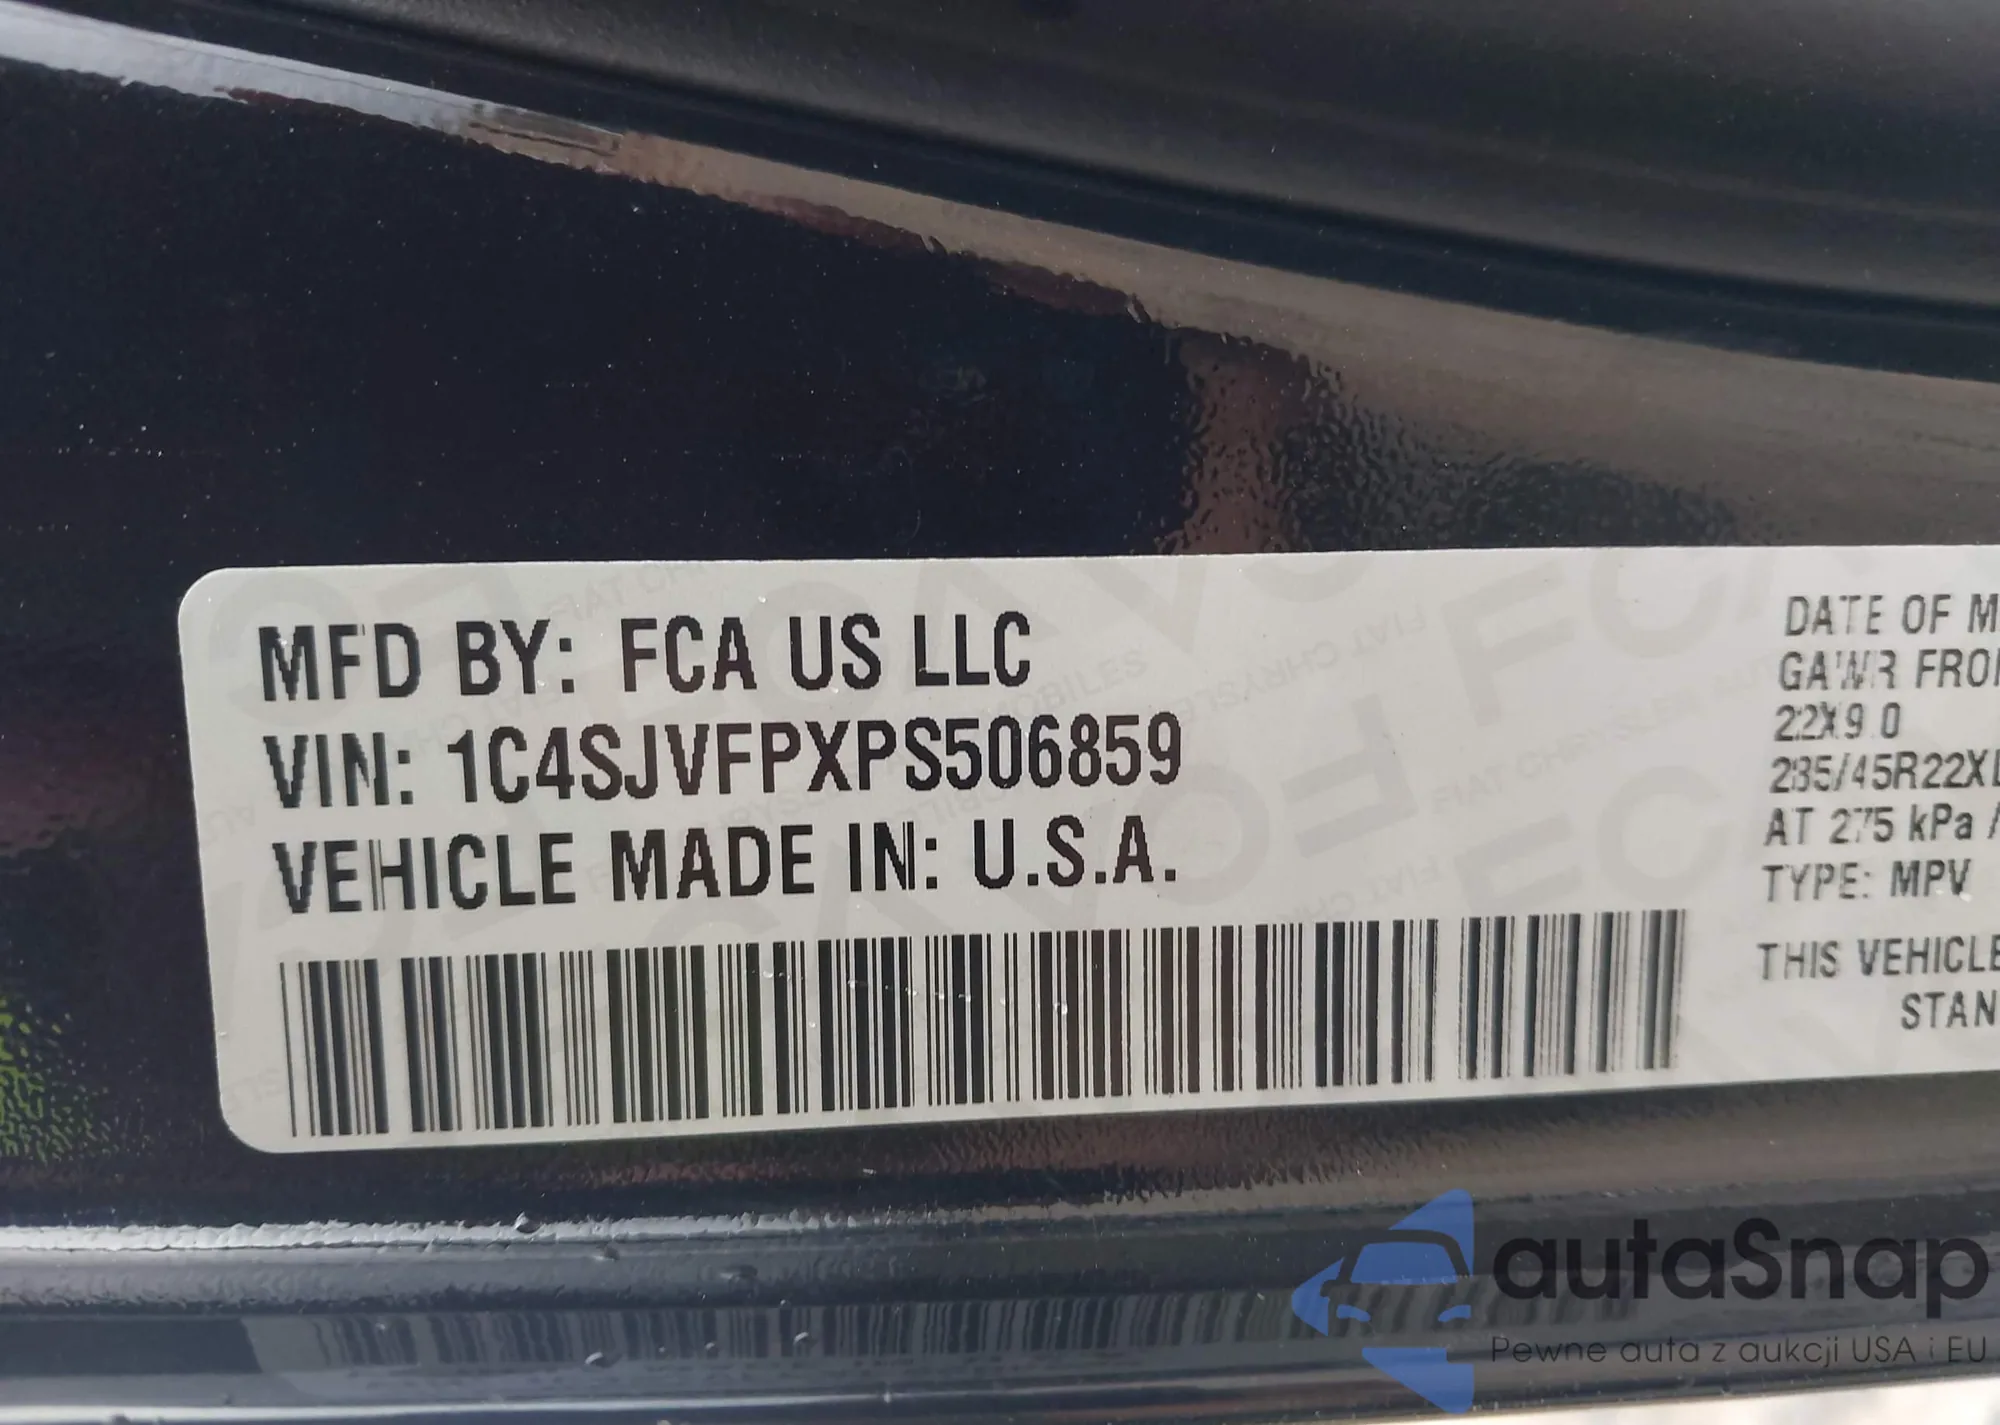 MFD BY: FCA US LLC
VIN: 1C4SJVFPXPS506859
VEHICLE MADE IN: U.S.A.
DATE OF M
GAWR FRO
22X9.0
285/45R22XL
AT 275 kPa /
TYPE: MPV
THIS VEHICLE
STAN
autaSnap
Pewne auta z aukcji USA i EU